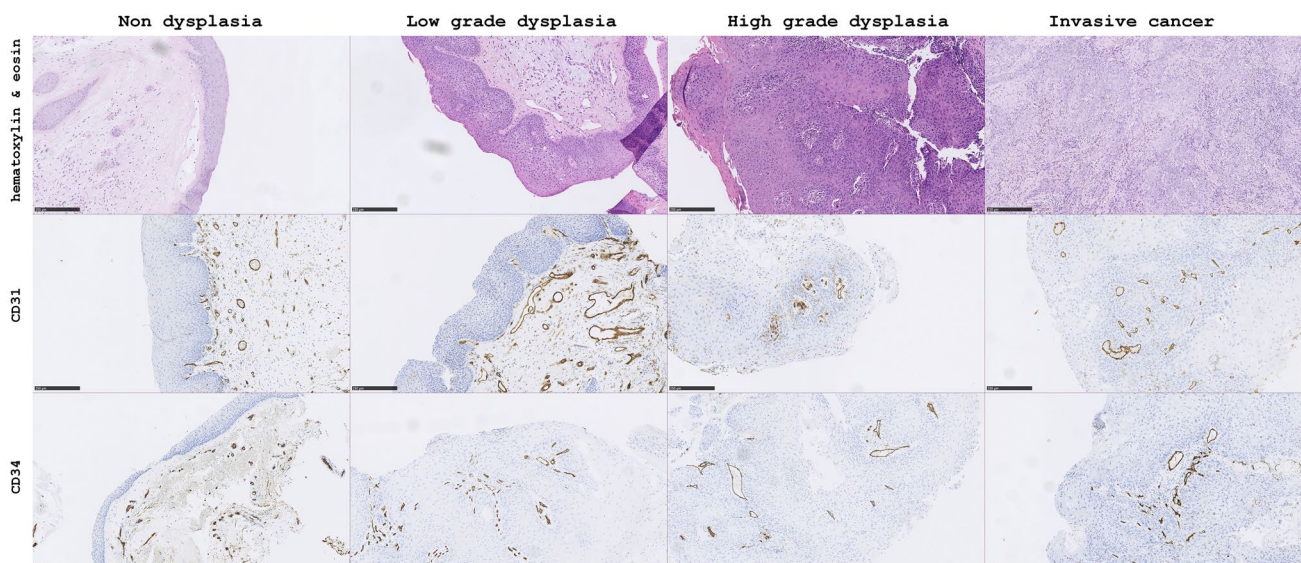 Non dysplasia
Low grade dysplasia
High grade dysplasia
Invasive cancer
hematoxylin & eosin
CD31
CD34